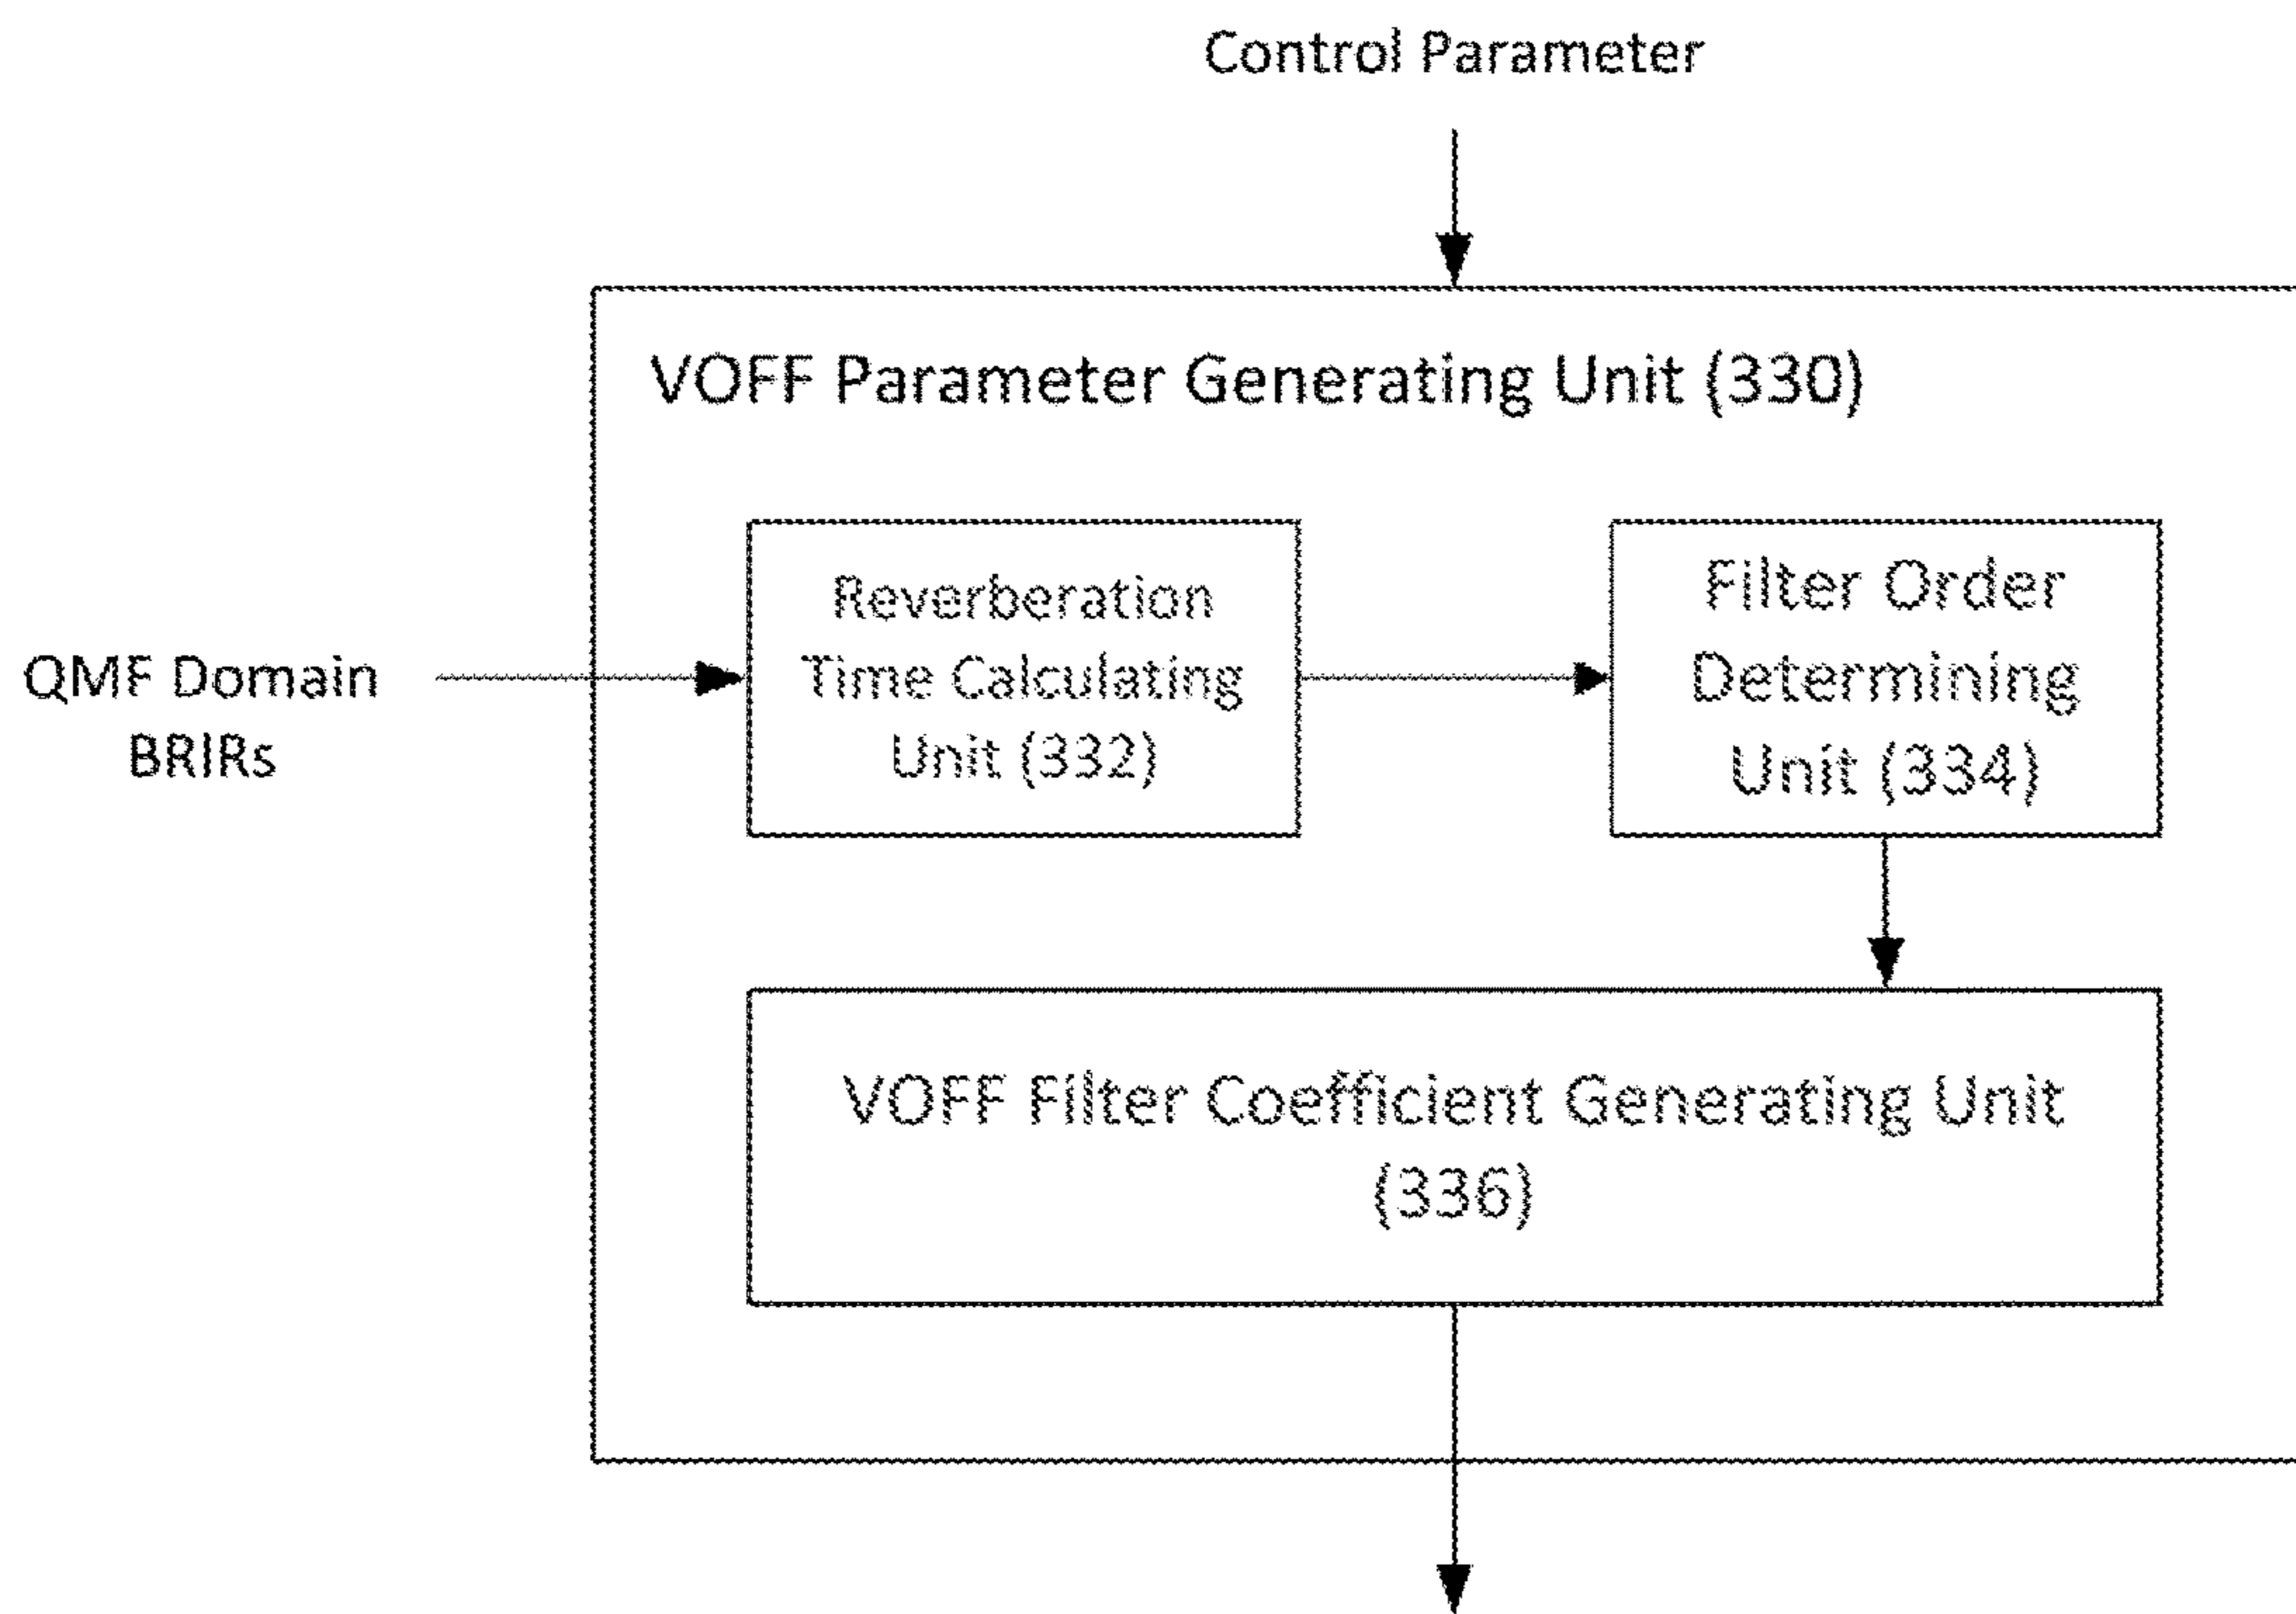 Control Parameter
VOFF Parameter Generating Unit (330)
QMF Domain
BRIRs
Reverberation
Time Calculating
Unit (332)
Filter Order
Determining
Unit (334)
VOFF Filter Coefficient Generating Unit
(336)